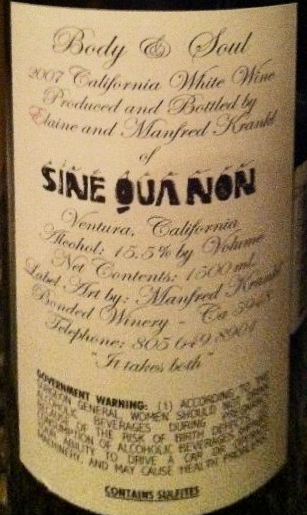 Body & Soul
2007 California White Wine
Produced and Bottled by
Elaine and Manfred Krankl
of
SINE QUA NON
Ventura, California
Alcohol: 15.5% by Volume
Net Contents: 1500 mL
Label Art by: Manfred Krankl
Bonded Winery - Ca 5948
Telephone: 805 649 8901
"It takes both"
GOVERNMENT WARNING: (1) ACCORDING TO THE
SURGEON GENERAL, WOMEN SHOULD NOT DRINK
ALCOHOLIC BEVERAGES DURING PREGNANCY
BECAUSE OF THE RISK OF BIRTH DEFECTS. (2)
CONSUMPTION OF ALCOHOLIC BEVERAGES IMPAIRS
YOUR ABILITY TO DRIVE A CAR OR OPERATE
MACHINERY, AND MAY CAUSE HEALTH PROBLEMS.
CONTAINS SULFITES